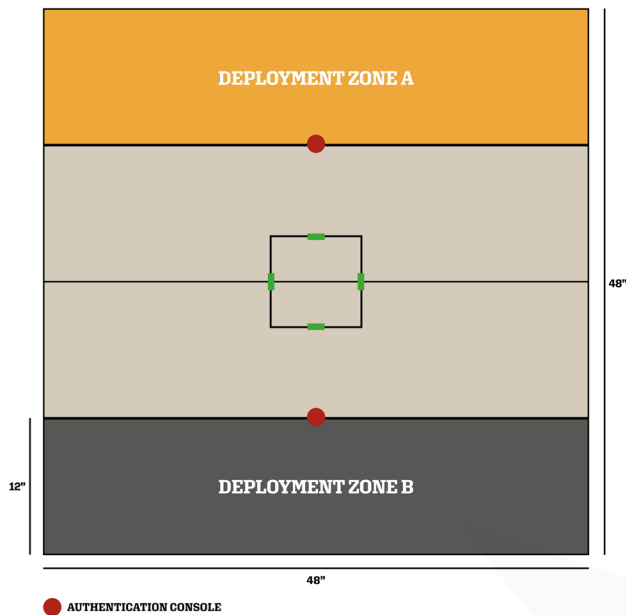 DEPLOYMENT ZONE A
48”
12”
DEPLOYMENT ZONE B
48”
AUTHENTICATION CONSOLE